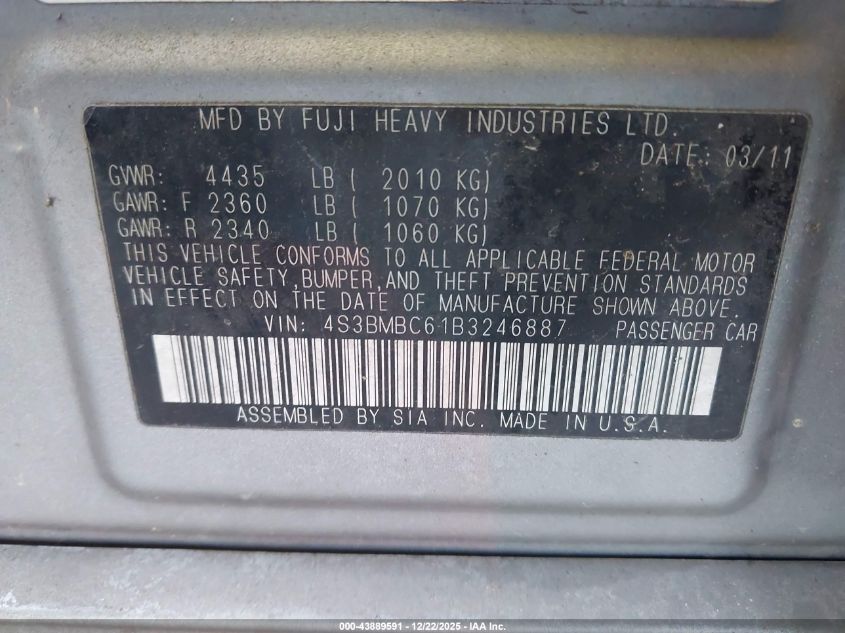 MFD BY FUJI HEAVY INDUSTRIES LTD.
DATE: 03/11
GVWR: 4435 LB ( 2010 KG)
GAWR: F 2360 LB ( 1070 KG)
GAWR: R 2340 LB ( 1060 KG)
THIS VEHICLE CONFORMS TO ALL APPLICABLE FEDERAL MOTOR
VEHICLE SAFETY, BUMPER, AND THEFT PREVENTION STANDARDS
IN EFFECT ON THE DATE OF MANUFACTURE SHOWN ABOVE.
VIN: 4S3BMBC61B3246887 PASSENGER CAR
ASSEMBLED BY SIA INC. MADE IN U.S.A.
000-43889591 - 12/22/2025 - IAA Inc.